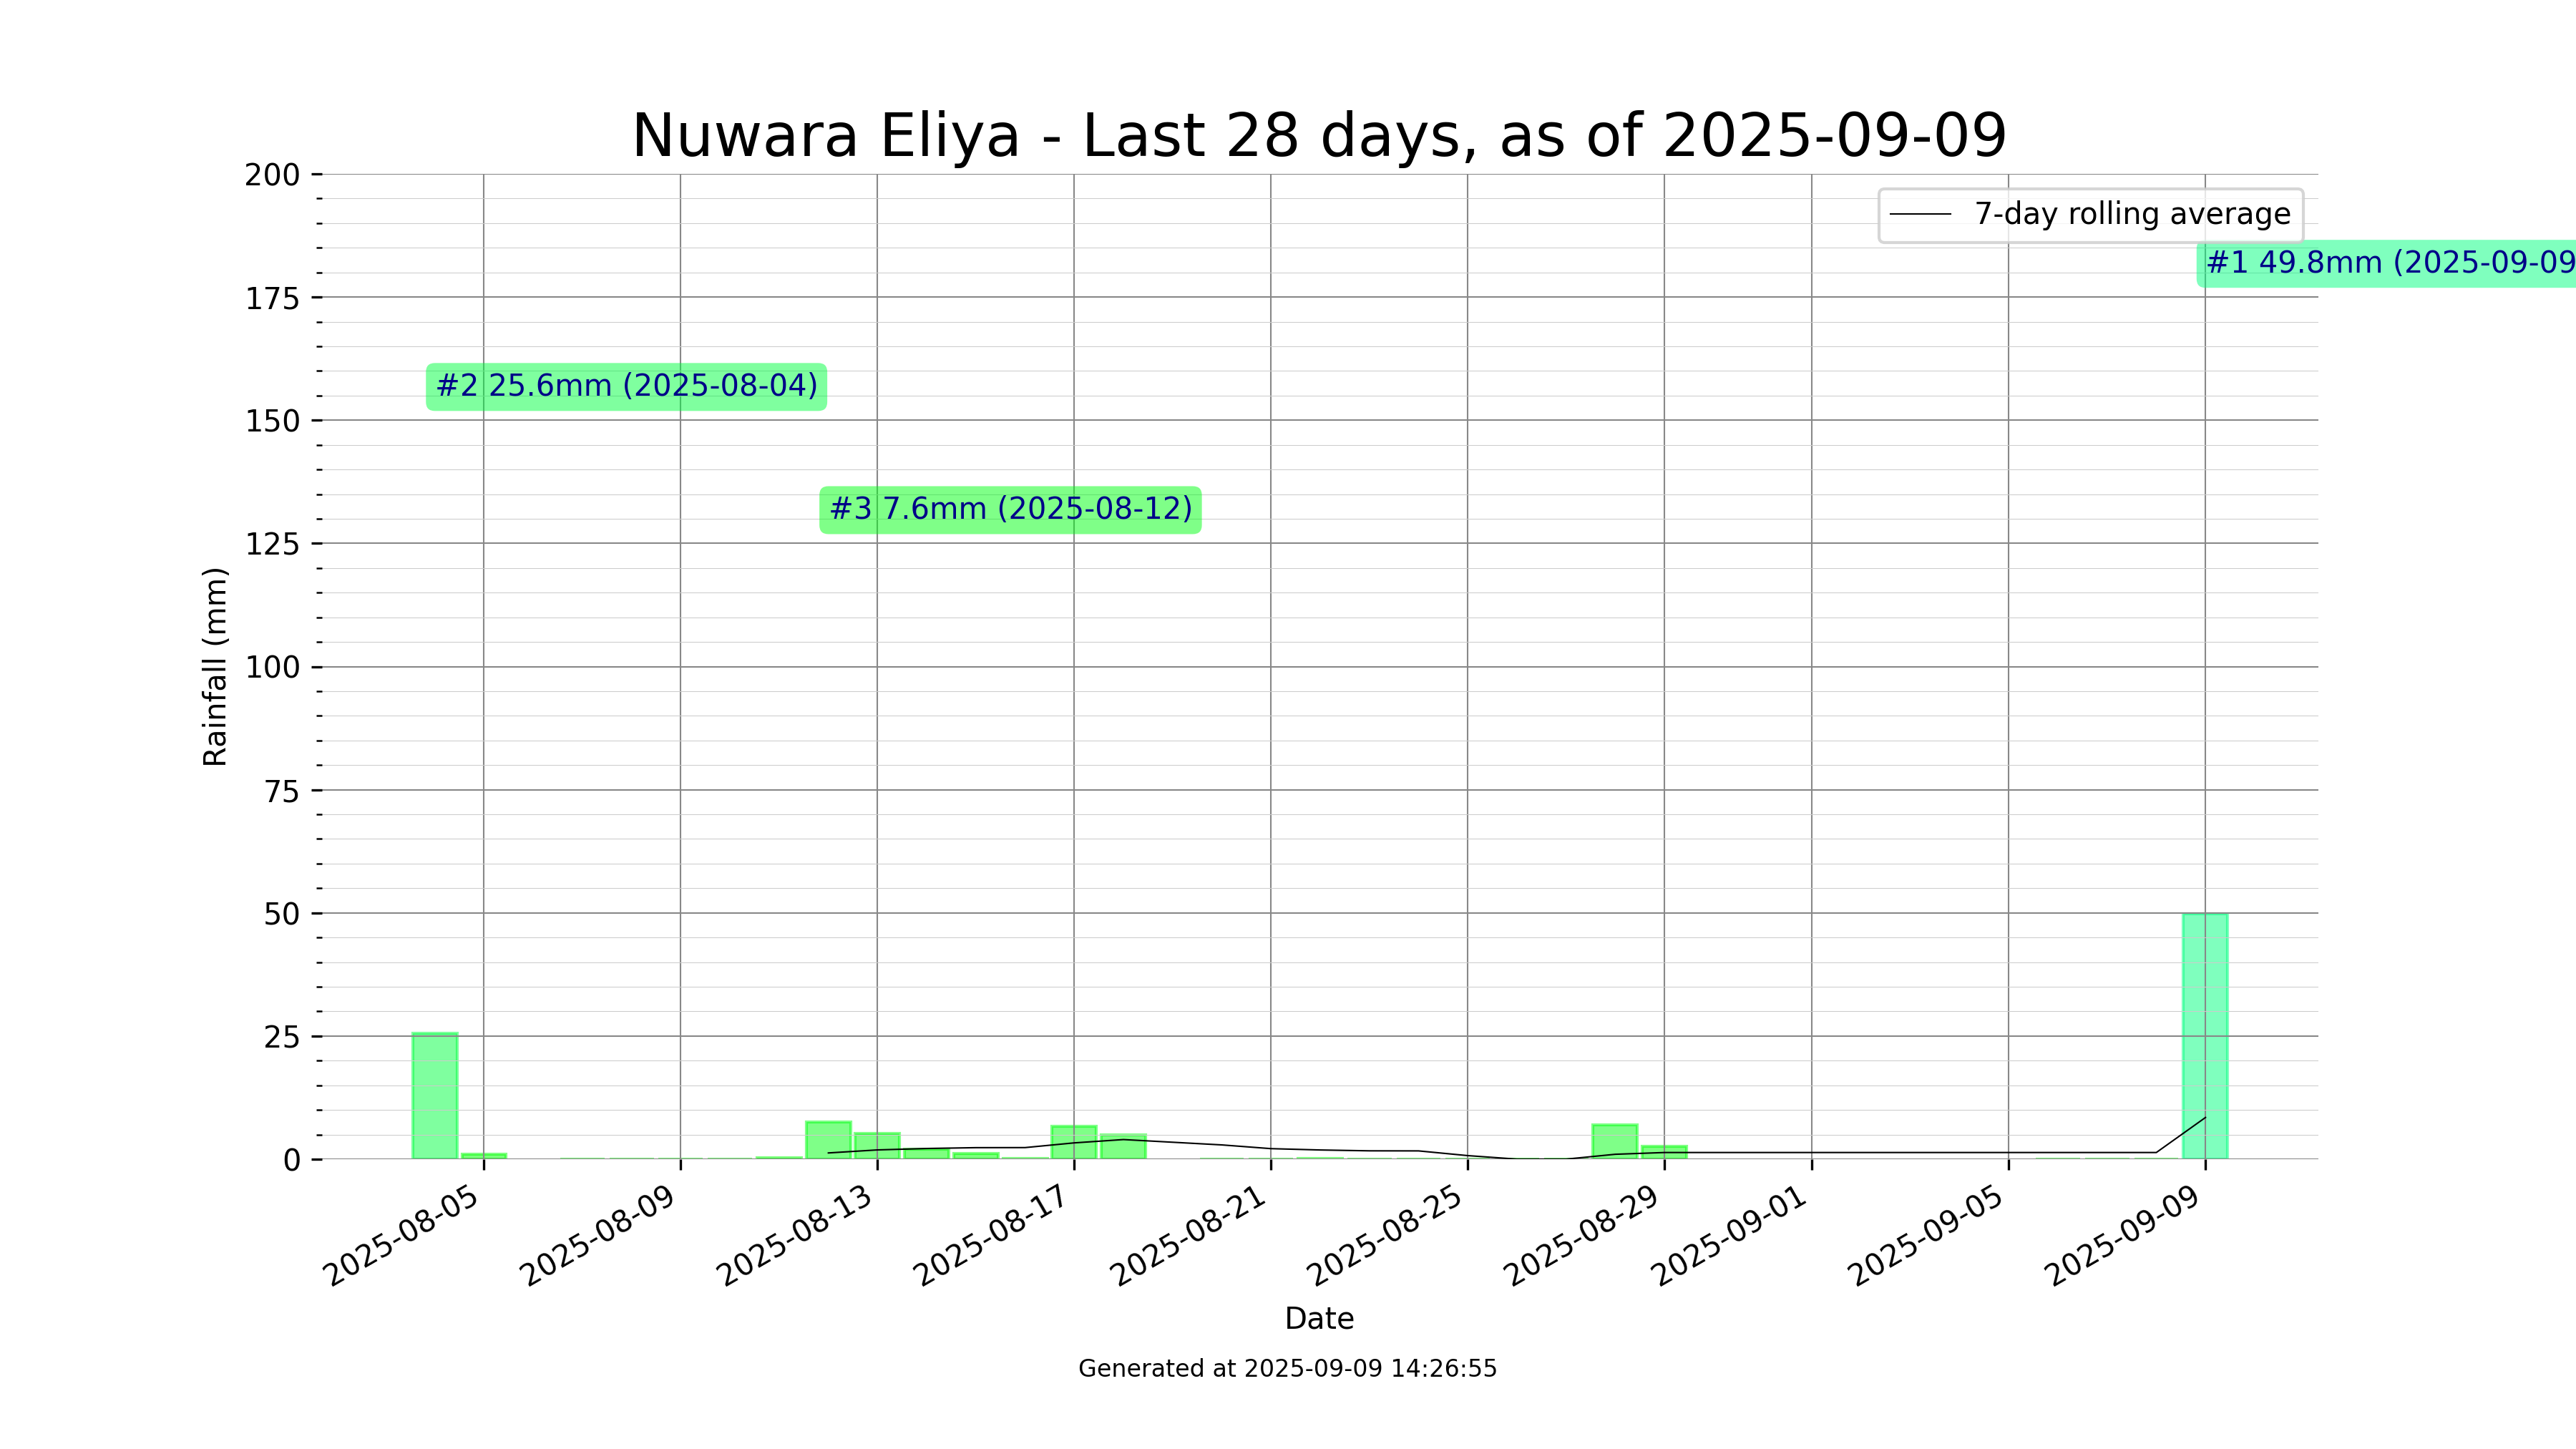 Nuwara Eliya - Last 28 days, as of 2025-09-09
200
175
150
125
100
75
50
25
0
Rainfall (mm)
7-day rolling average
#1 49.8mm (2025-09-09
#2 25.6mm (2025-08-04)
#3 7.6mm (2025-08-12)
2025-08-05
2025-08-09
2025-08-13
2025-08-17
2025-08-21
2025-08-25
2025-08-29
2025-09-01
2025-09-05
2025-09-09
Date
Generated at 2025-09-09 14:26:55